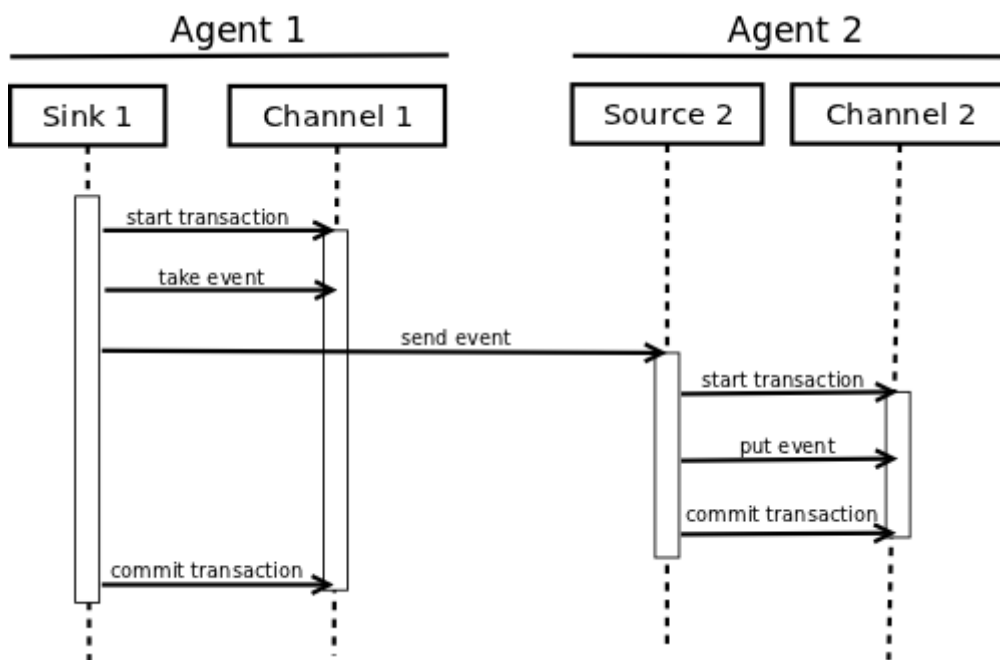 Agent 1
Agent 2
Sink 1
Channel 1
Source 2
Channel 2
start transaction
take event
send event
start transaction
put event
commit transaction
commit transaction